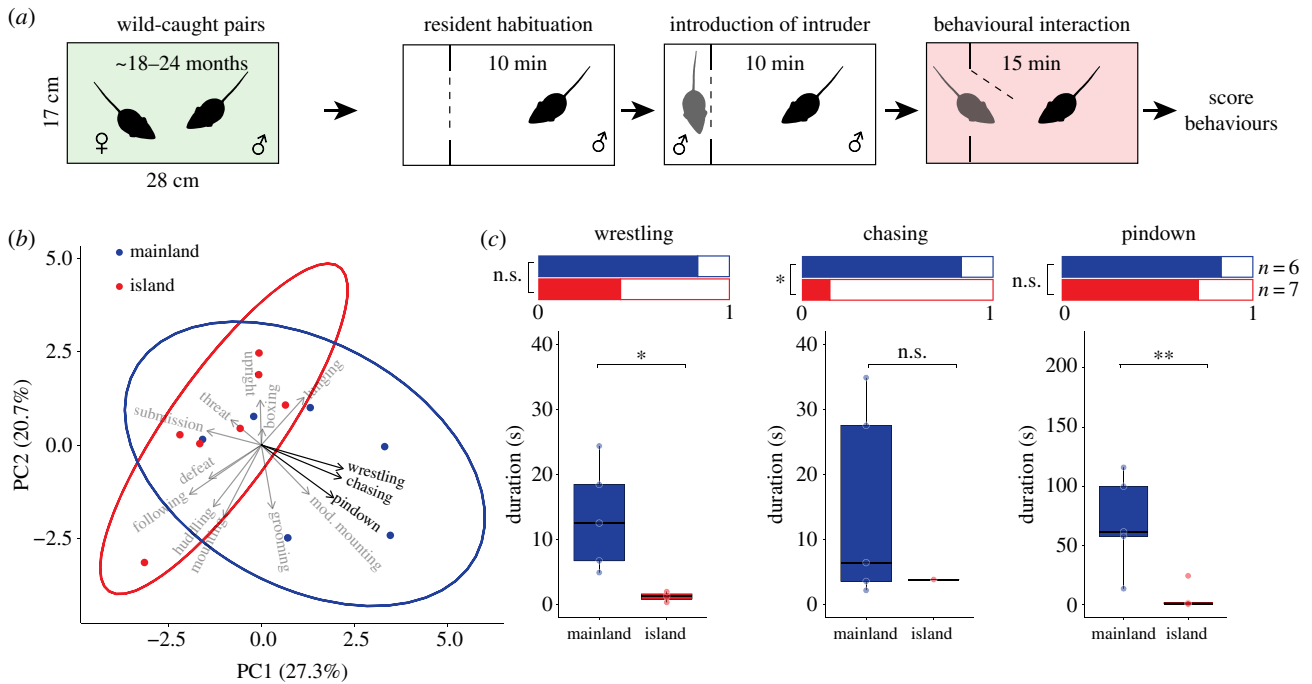 (a)
wild-caught pairs
~18–24 months
17 cm
♀
♂
28 cm
resident habituation
10 min
♂
introduction of intruder
10 min
♂
♂
behavioural interaction
15 min
score
behaviours
(b)
mainland
island
5.0
2.5
0.0
−2.5
PC2 (20.7%)
upright
boxing
lunging
threat
submission
defeat
following
huddling
mounting
grooming
mod. mounting
wrestling
chasing
pindown
−2.5
0.0
2.5
5.0
PC1 (27.3%)
(c)
wrestling
n.s.
0
1
40
30
20
10
0
duration (s)
*
mainland
island
chasing
*
0
1
40
30
20
10
0
duration (s)
n.s.
mainland
island
pindown
n.s.
n = 6
n = 7
0
1
200
150
100
50
0
duration (s)
**
mainland
island